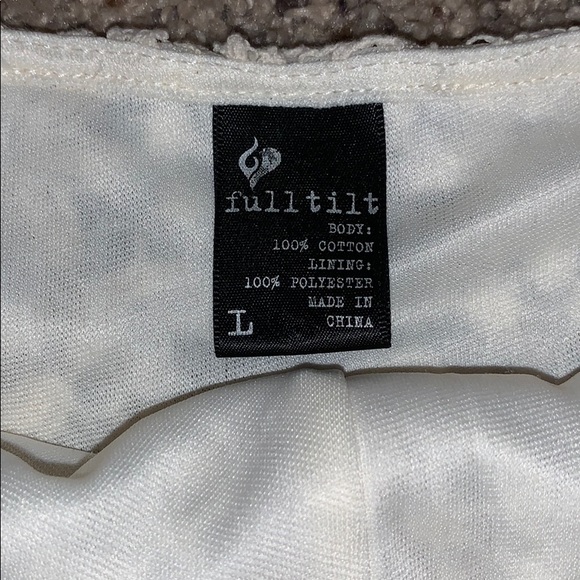 fulltilt
BODY:
100% COTTON
LINING:
100% POLYESTER
MADE IN
L CHINA